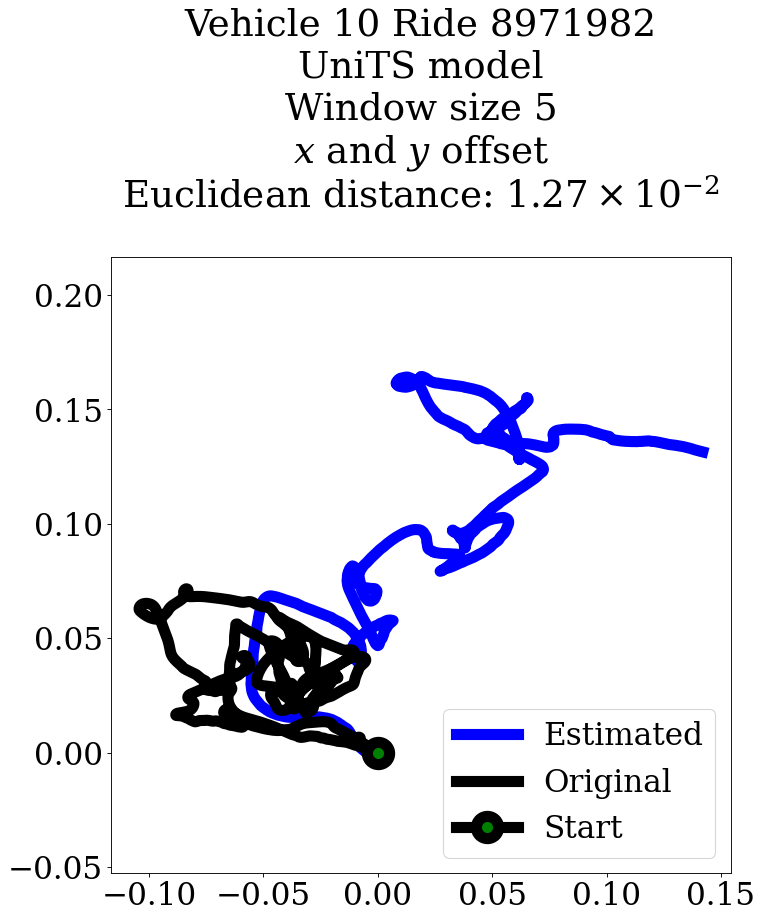 Vehicle 10 Ride 8971982
UniTS model
Window size 5
x and y offset
Euclidean distance: 1.27 × 10⁻²
0.20
0.15
0.10
0.05
0.00
−0.05
−0.10 −0.05 0.00 0.05 0.10 0.15
Estimated
Original
Start